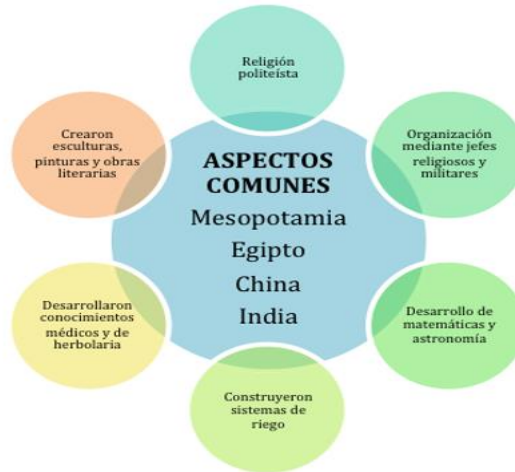 Religión
politeísta
Organización
mediante jefes
religiosos y
militares
Desarrollo de
matemáticas y
astronomía
Construyeron
sistemas de
riego
Desarrollaron
conocimientos
médicos y de
herbolaria
Crearon
esculturas,
pinturas y obras
literarias
ASPECTOS
COMUNES
Mesopotamia
Egipto
China
India